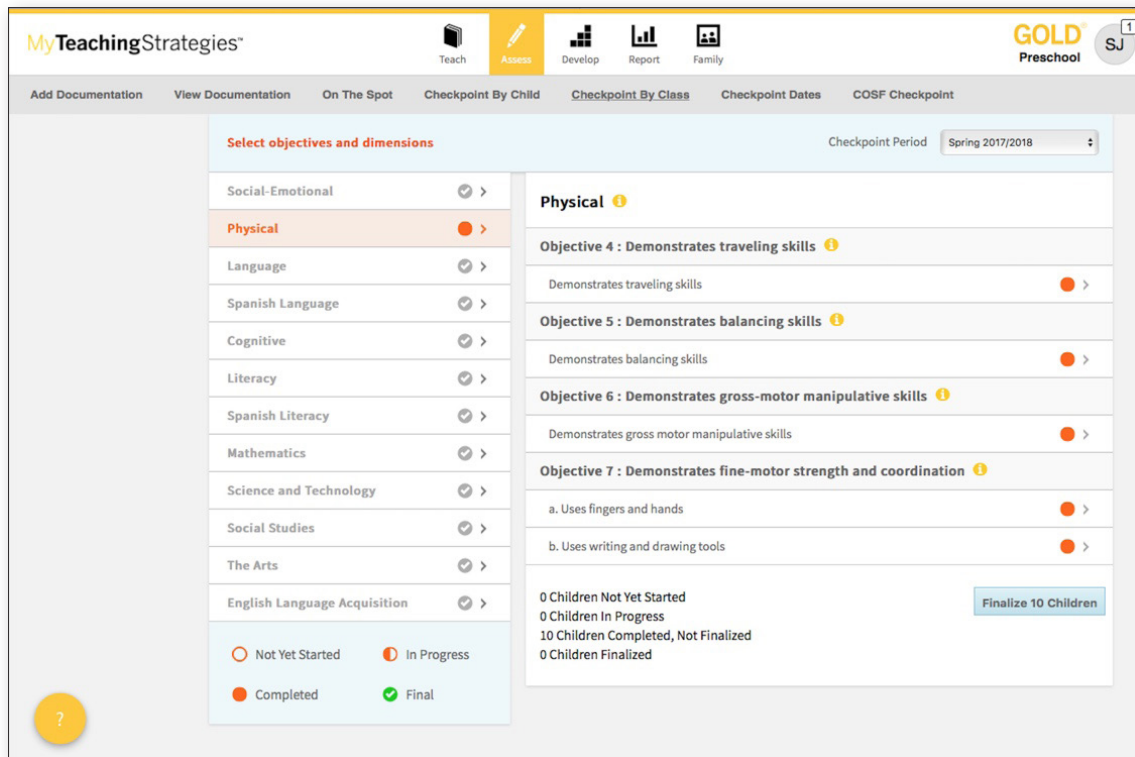 MyTeachingStrategies™
Teach
Assess
Develop
Report
Family
GOLD®
Preschool
SJ
1
Add Documentation
View Documentation
On The Spot
Checkpoint By Child
Checkpoint By Class
Checkpoint Dates
COSF Checkpoint
Select objectives and dimensions
Checkpoint Period
Spring 2017/2018
Social-Emotional
Physical
Language
Spanish Language
Cognitive
Literacy
Spanish Literacy
Mathematics
Science and Technology
Social Studies
The Arts
English Language Acquisition
Not Yet Started
In Progress
Completed
Final
Physical
Objective 4 : Demonstrates traveling skills
Demonstrates traveling skills
Objective 5 : Demonstrates balancing skills
Demonstrates balancing skills
Objective 6 : Demonstrates gross-motor manipulative skills
Demonstrates gross motor manipulative skills
Objective 7 : Demonstrates fine-motor strength and coordination
a. Uses fingers and hands
b. Uses writing and drawing tools
0 Children Not Yet Started
0 Children In Progress
10 Children Completed, Not Finalized
0 Children Finalized
Finalize 10 Children
?